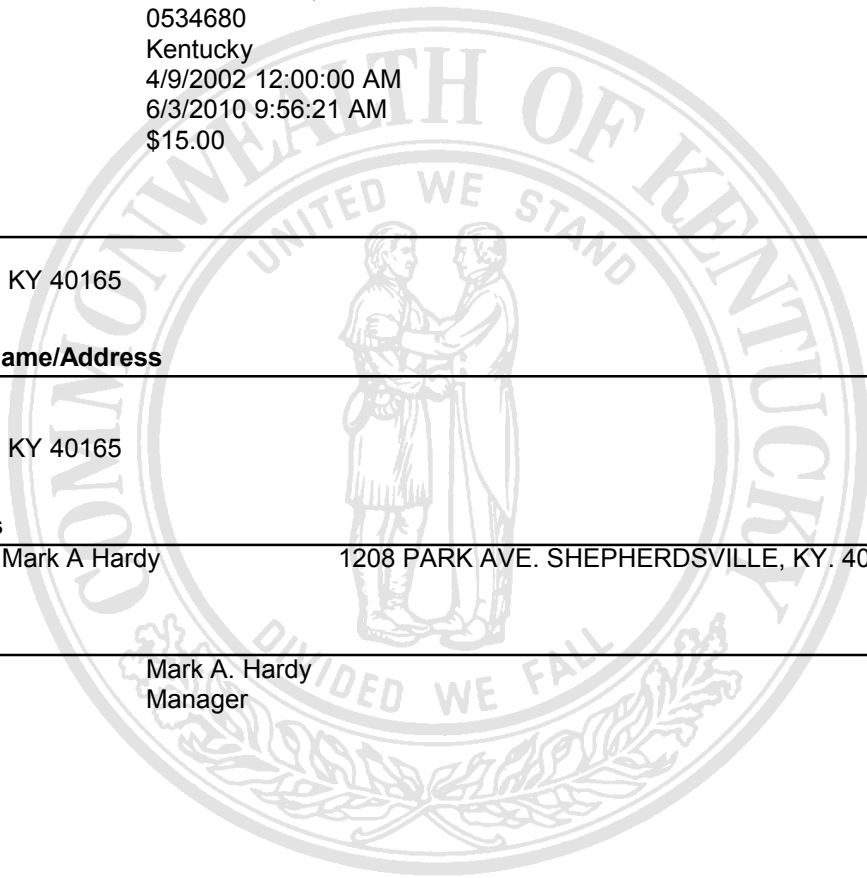 0534680
Kentucky
4/9/2002 12:00:00 AM
6/3/2010 9:56:21 AM
$15.00
KY 40165
ame/Address
KY 40165
s
Mark A Hardy 1208 PARK AVE. SHEPHERDSVILLE, KY. 40
Mark A. Hardy
Manager
COMMONWEALTH OF KENTUCKY
UNITED WE STAND
DIVIDED WE FALL